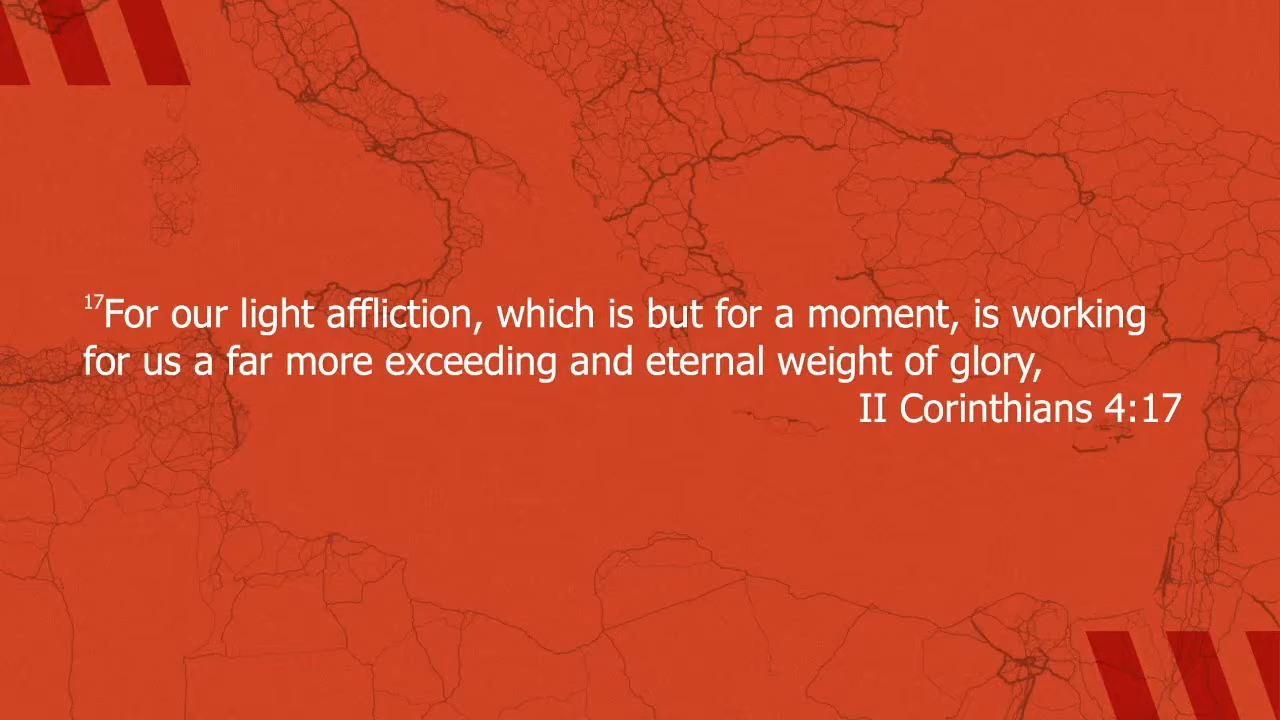 17For our light affliction, which is but for a moment, is working
for us a far more exceeding and eternal weight of glory,
II Corinthians 4:17